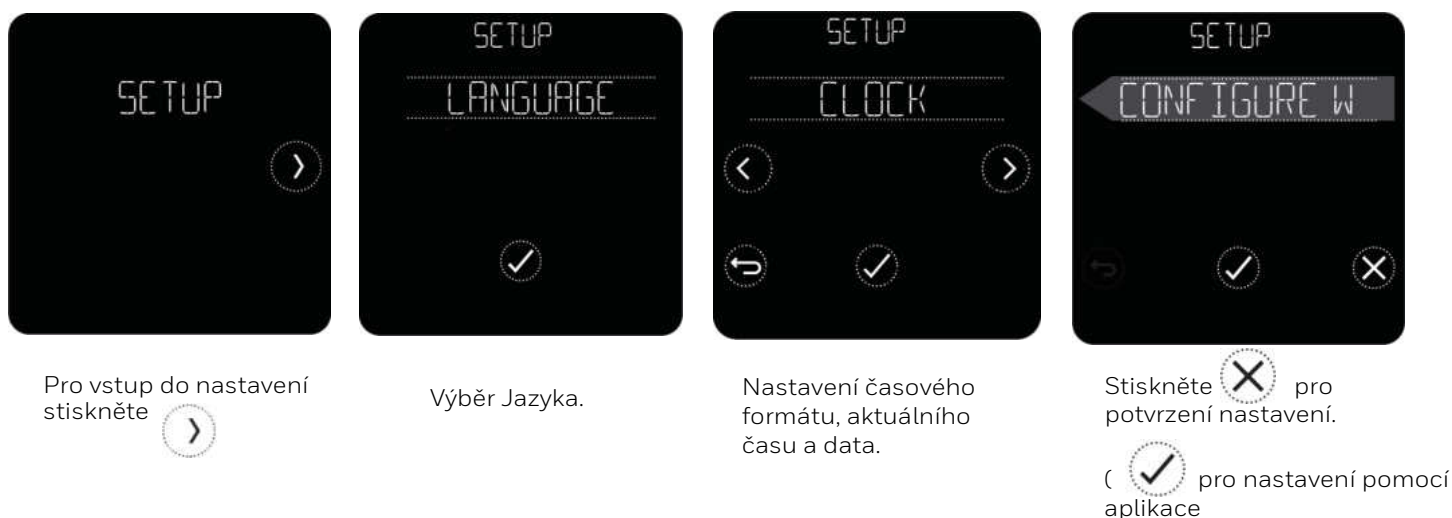 SETUP
SETUP
LANGUAGE
SETUP
CLOCK
SETUP
CONFIGURE W
Pro vstup do nastavení
stiskněte
Výběr Jazyka.
Nastavení časového
formátu, aktuálního
času a data.
Stiskněte pro
potvrzení nastavení.
( pro nastavení pomocí
aplikace